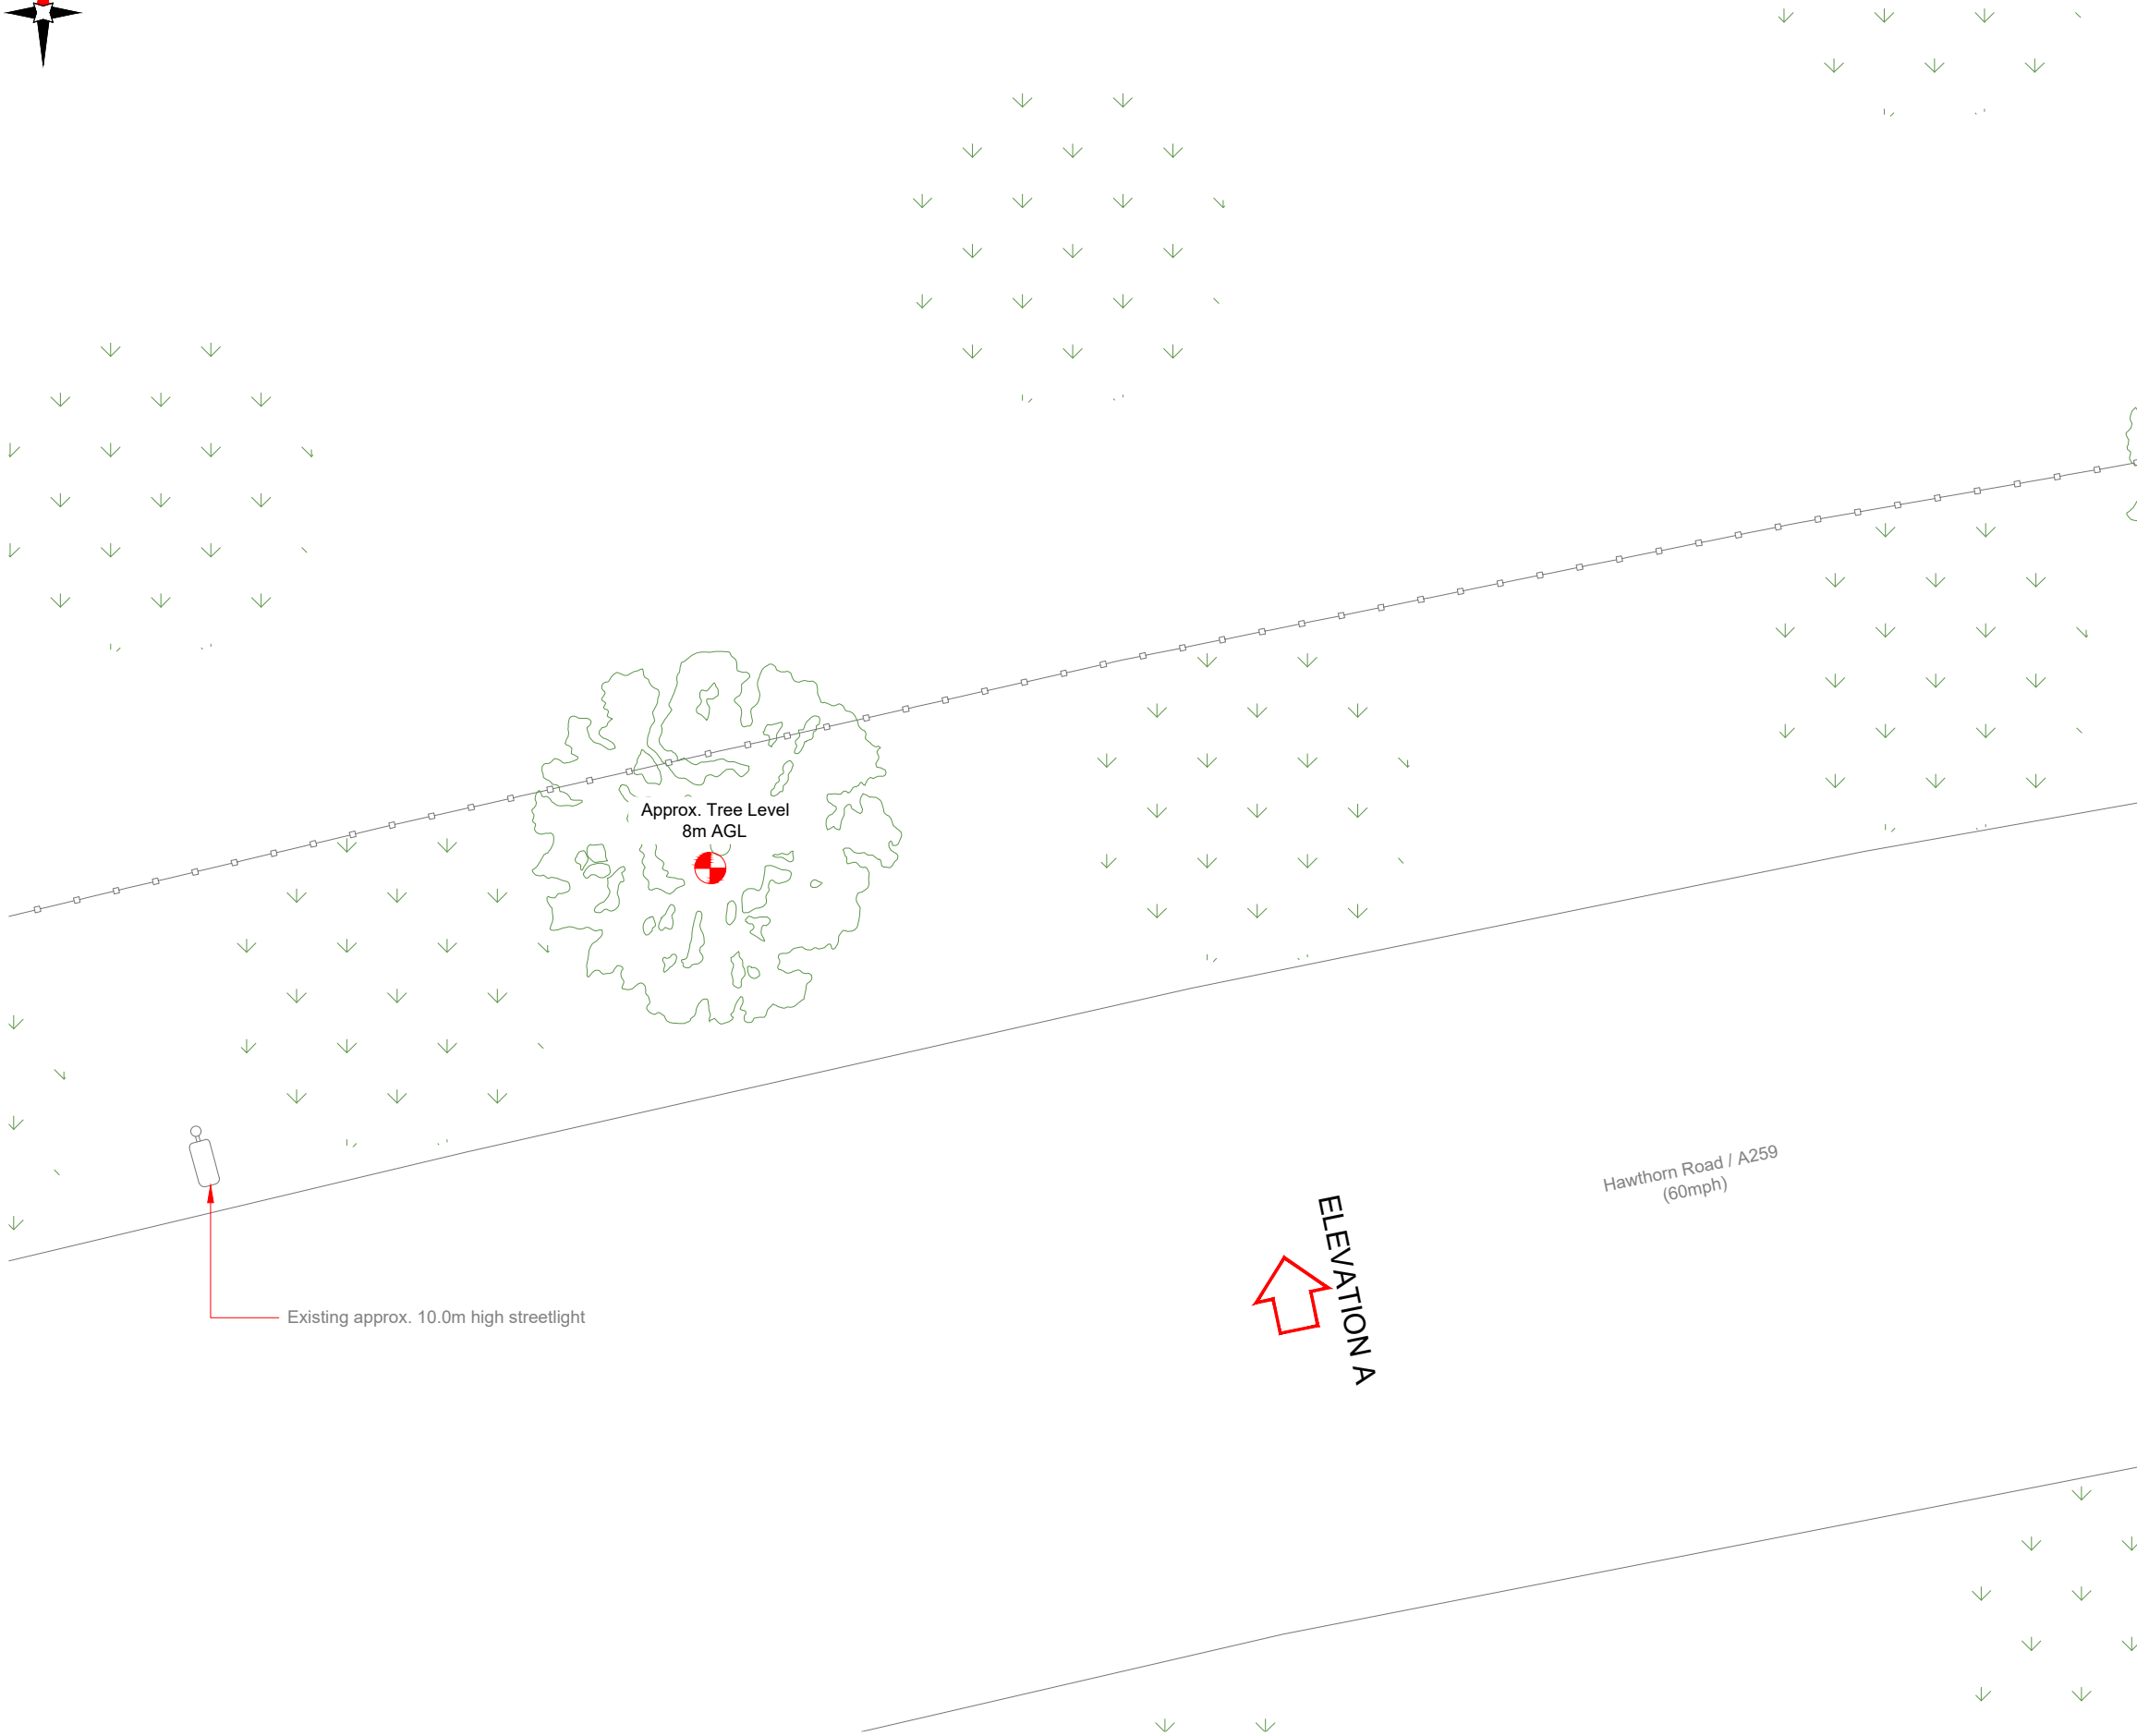 Approx. Tree Level
8m AGL
Hawthorn Road / A259
(60mph)
ELEVATION A
Existing approx. 10.0m high streetlight